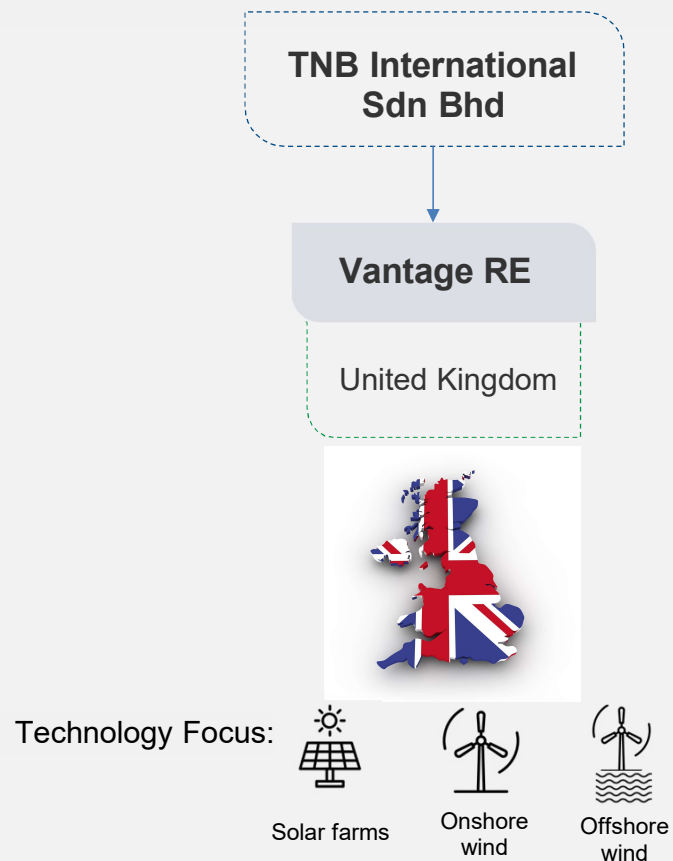 TNB International
Sdn Bhd
Vantage RE
United Kingdom
Technology Focus:
Solar farms
Onshore
wind
Offshore
wind